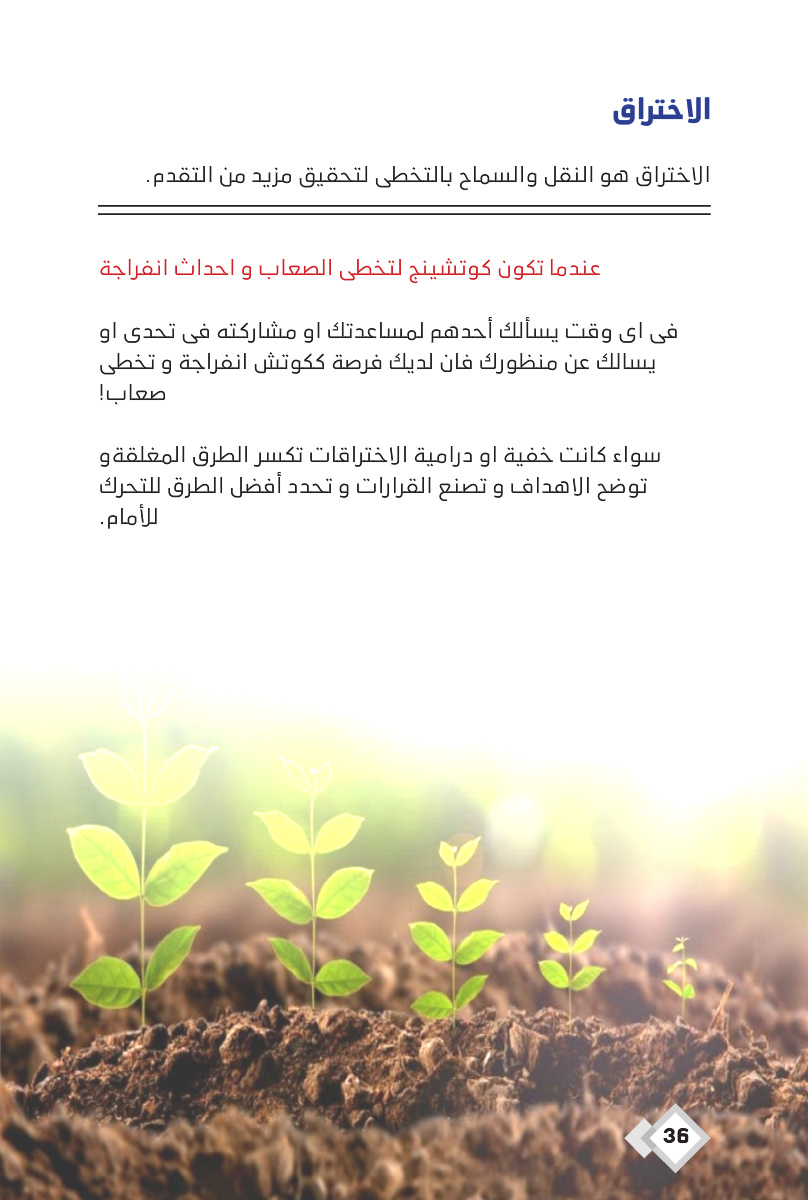 الاختراق
الاختراق هو النقل والسماح بالتخطى لتحقيق مزيد من التقدم.
عندما تكون كوتشينج لتخطى الصعاب و احداث انفراجة
فى اى وقت يسألك أحدهم لمساعدتك او مشاركته فى تحدى او
يسالك عن منظورك فان لديك فرصة ككوتش انفراجة و تخطى
صعاب!
سواء كانت خفية او درامية الاختراقات تكسر الطرق المغلقةو
توضح الاهداف و تصنع القرارات و تحدد أفضل الطرق للتحرك
للأمام.
36